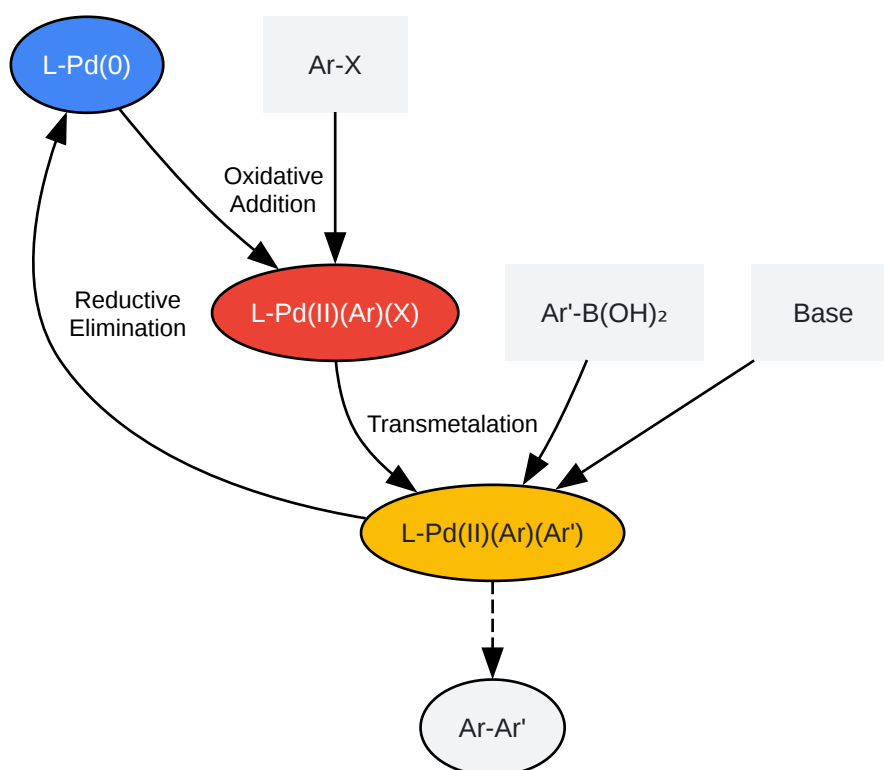 L-Pd(0)
Ar-X
Oxidative
Addition
Reductive
Elimination
L-Pd(II)(Ar)(X)
Ar'-B(OH)₂
Base
Transmetalation
L-Pd(II)(Ar)(Ar')
Ar-Ar'